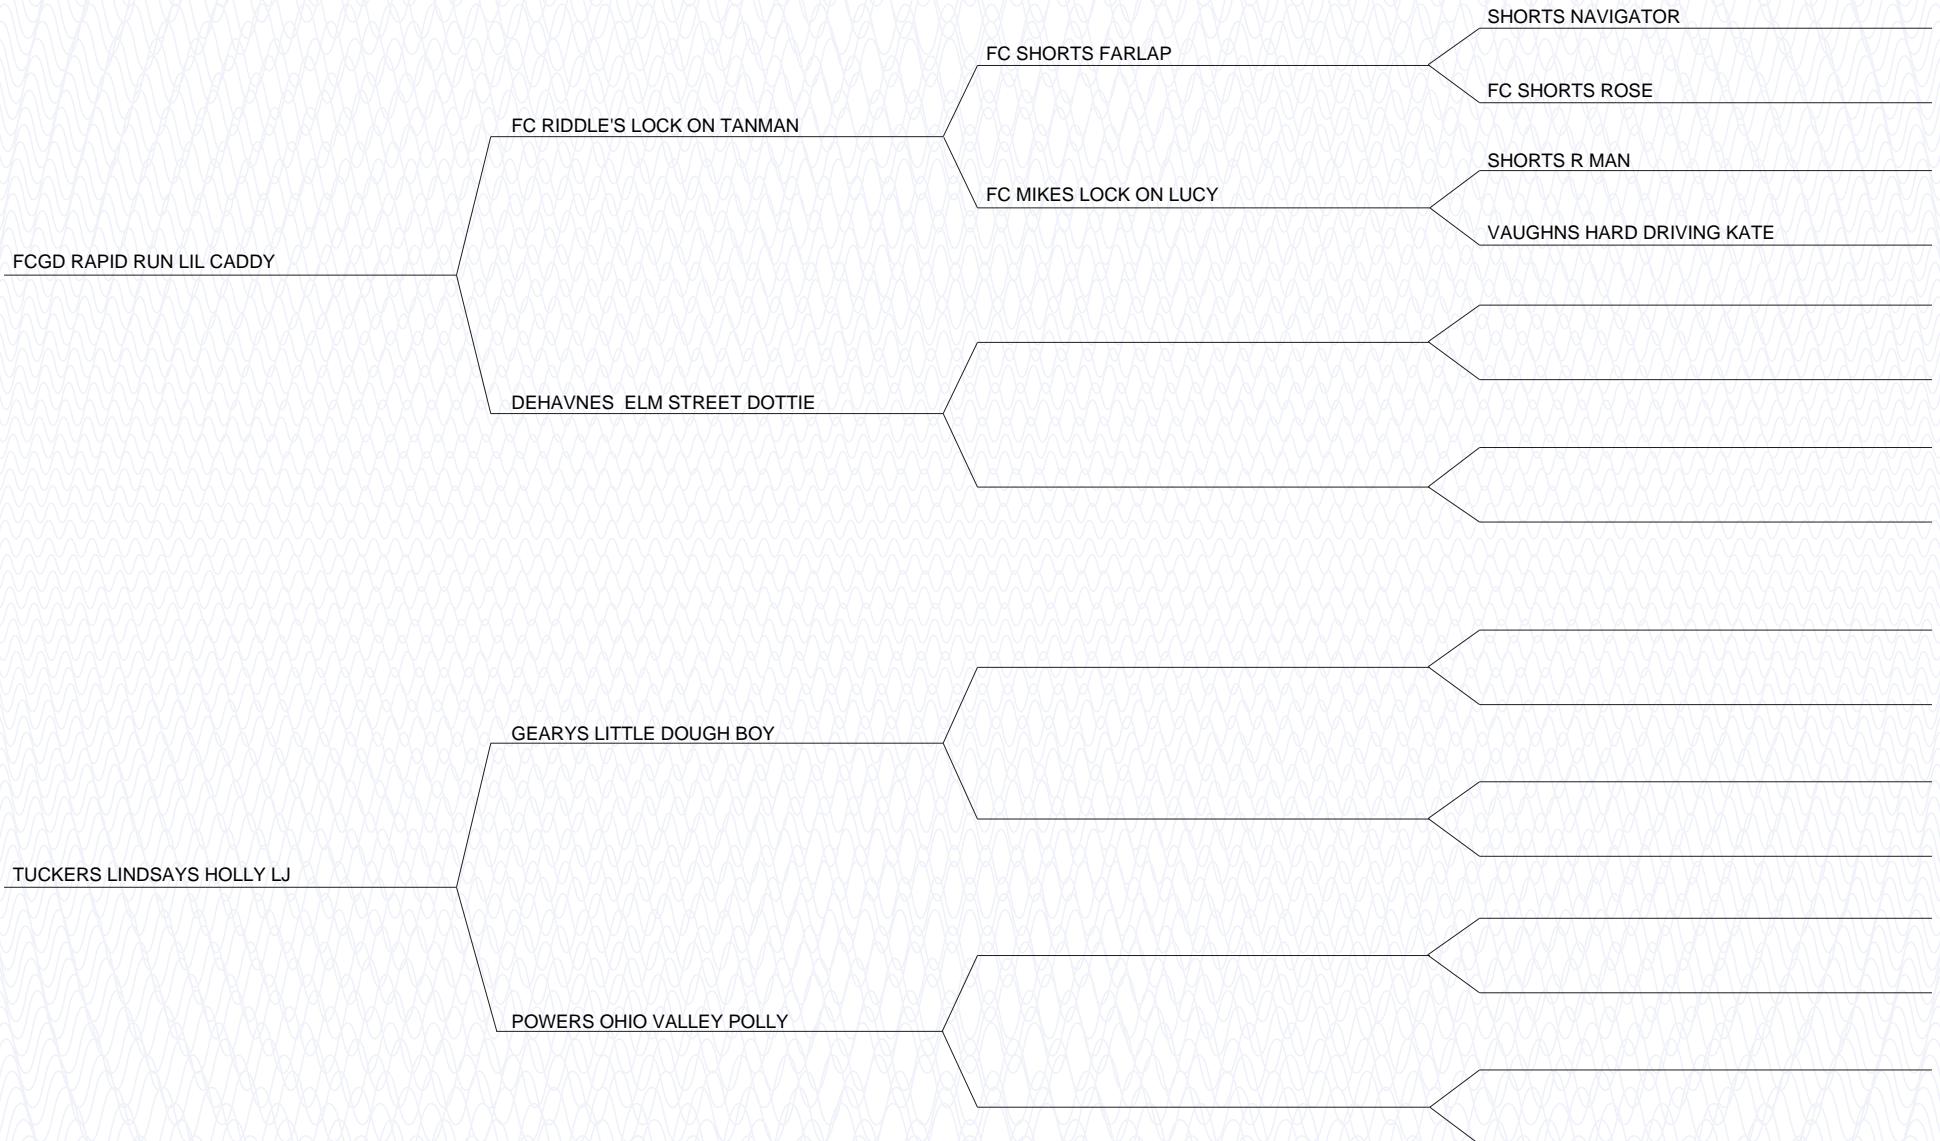 SHORTS NAVIGATOR
FC SHORTS FARLAP
FC SHORTS ROSE
FC RIDDLE'S LOCK ON TANMAN
SHORTS R MAN
FC MIKES LOCK ON LUCY
VAUGHNS HARD DRIVING KATE
FCGD RAPID RUN LIL CADDY
DEHAVNES  ELM STREET DOTTIE
GEARYS LITTLE DOUGH BOY
TUCKERS LINDSAYS HOLLY LJ
POWERS OHIO VALLEY POLLY